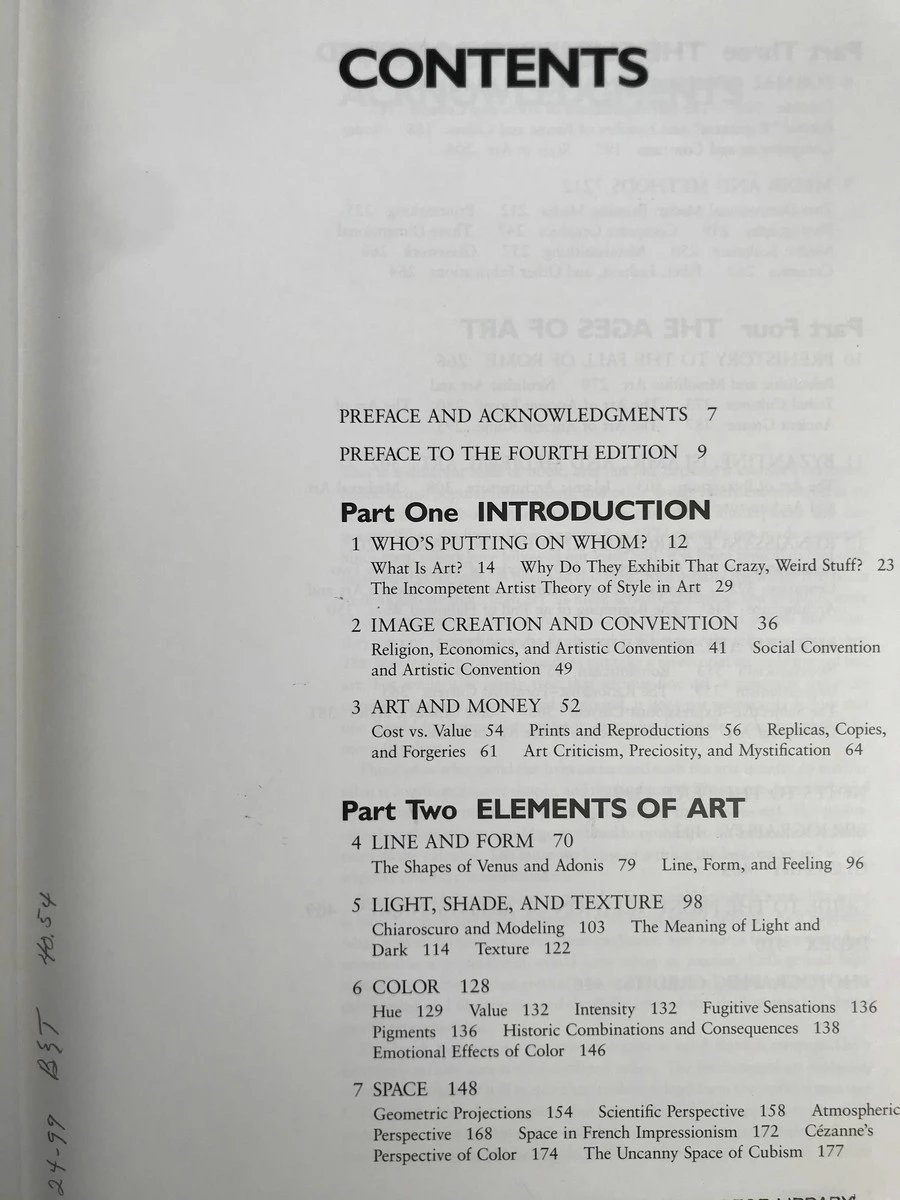 CONTENTS
PREFACE AND ACKNOWLEDGMENTS 7
PREFACE TO THE FOURTH EDITION 9
Part One INTRODUCTION
1 WHO'S PUTTING ON WHOM? 12
What Is Art? 14 Why Do They Exhibit That Crazy, Weird Stuff? 23
The Incompetent Artist Theory of Style in Art 29
2 IMAGE CREATION AND CONVENTION 36
Religion, Economics, and Artistic Convention 41 Social Convention
and Artistic Convention 49
3 ART AND MONEY 52
Cost vs. Value 54 Prints and Reproductions 56 Replicas, Copies,
and Forgeries 61 Art Criticism, Preciosity, and Mystification 64
Part Two ELEMENTS OF ART
4 LINE AND FORM 70
The Shapes of Venus and Adonis 79 Line, Form, and Feeling 96
5 LIGHT, SHADE, AND TEXTURE 98
Chiaroscuro and Modeling 103 The Meaning of Light and
Dark 114 Texture 122
6 COLOR 128
Hue 129 Value 132 Intensity 132 Fugitive Sensations 136
Pigments 136 Historic Combinations and Consequences 138
Emotional Effects of Color 146
7 SPACE 148
Geometric Projections 154 Scientific Perspective 158 Atmospheric
Perspective 168 Space in French Impressionism 172 Cézanne's
Perspective of Color 174 The Uncanny Space of Cubism 177
24-99 B&T 40.54